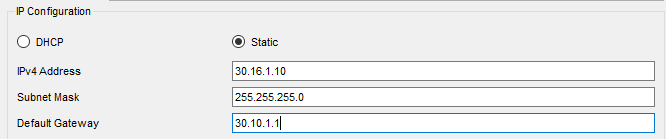 IP Configuration
DHCP Static
IPv4 Address 30.16.1.10
Subnet Mask 255.255.255.0
Default Gateway 30.10.1.1